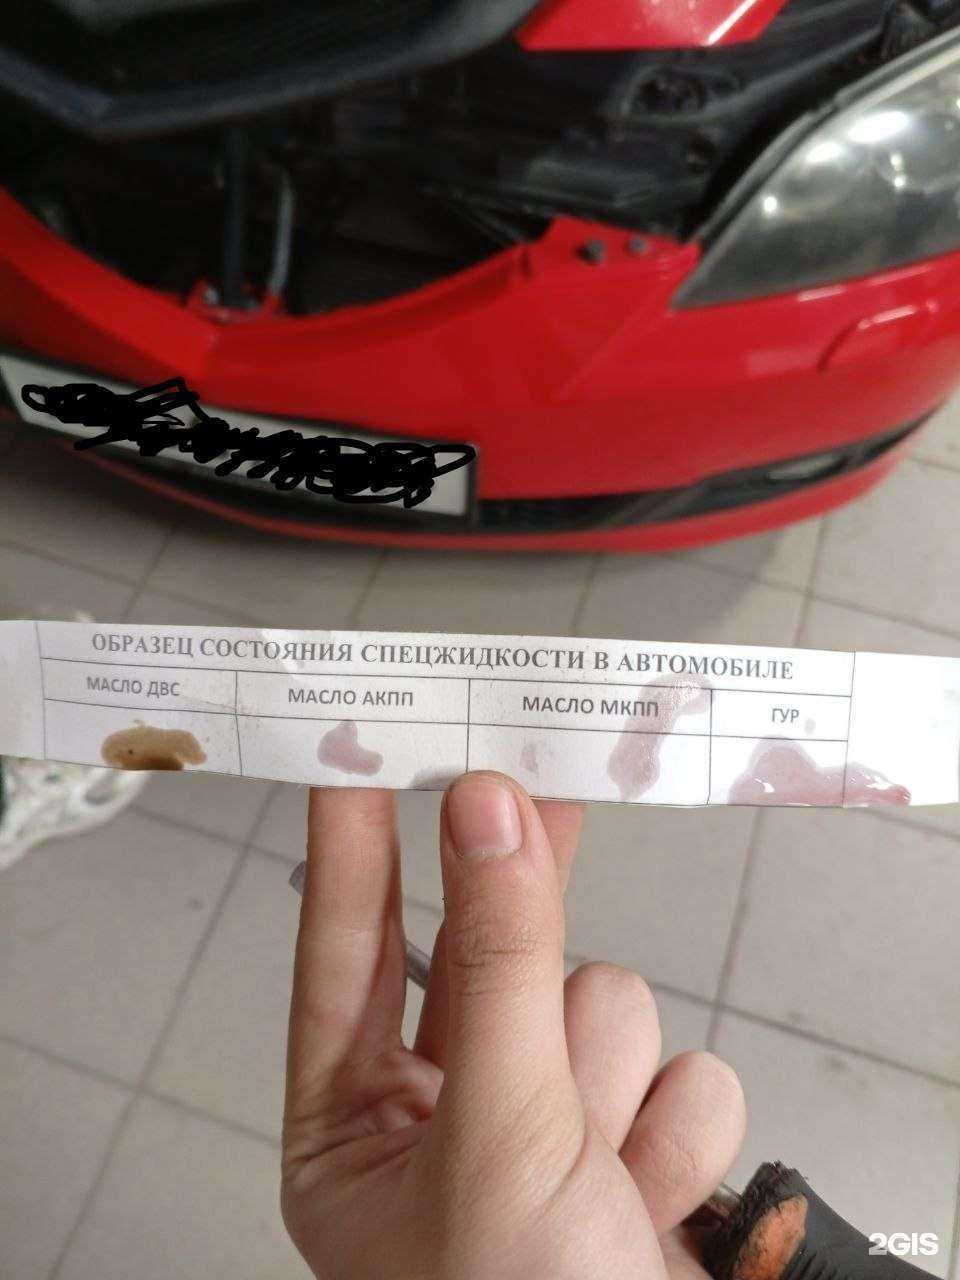 ОБРАЗЕЦ СОСТОЯНИЯ СПЕЦЖИДКОСТИ В АВТОМОБИЛЕ
МАСЛО ДВС МАСЛО АКПП МАСЛО МКПП ГУР
2GIS